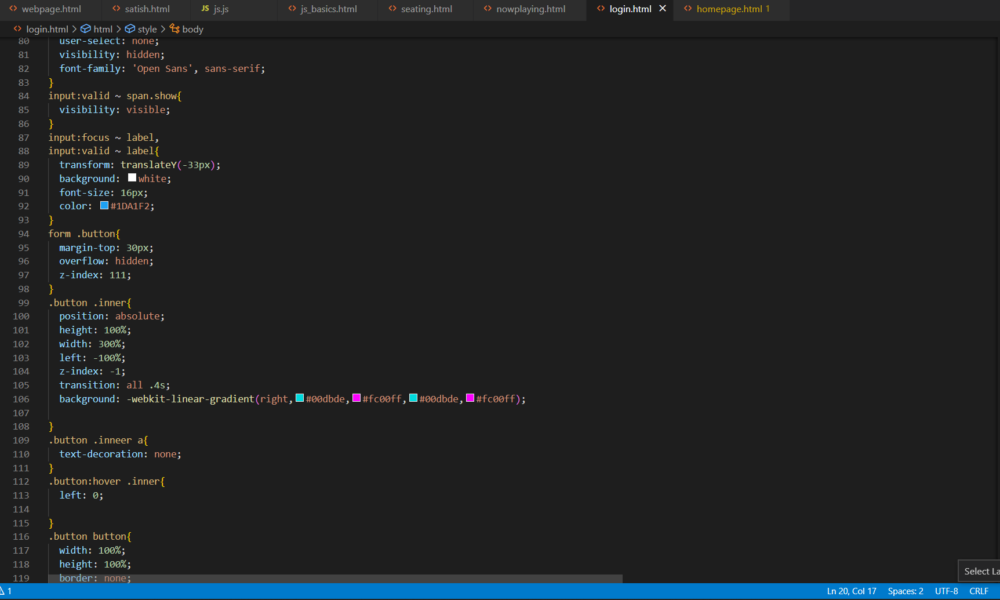 webpage.html satish.html JS js.js js_basics.html seating.html nowplaying.html login.html homepage.html 1
login.html > html > style > body
80 user-select: none;
81 visibility: hidden;
82 font-family: 'Open Sans', sans-serif;
83 }
84 input:valid ~ span.show{
85 visibility: visible;
86 }
87 input:focus ~ label,
88 input:valid ~ label{
89 transform: translateY(-33px);
90 background: white;
91 font-size: 16px;
92 color: #1DA1F2;
93 }
94 form .button{
95 margin-top: 30px;
96 overflow: hidden;
97 z-index: 111;
98 }
99 .button .inner{
100 position: absolute;
101 height: 100%;
102 width: 300%;
103 left: -100%;
104 z-index: -1;
105 transition: all .4s;
106 background: -webkit-linear-gradient(right,#00dbde,#fc00ff,#00dbde,#fc00ff);
107
108 }
109 .button .inneer a{
110 text-decoration: none;
111 }
112 .button:hover .inner{
113 left: 0;
114
115 }
116 .button button{
117 width: 100%;
118 height: 100%;
119 border: none;
Select La
1 Ln 20, Col 17 Spaces: 2 UTF-8 CRLF